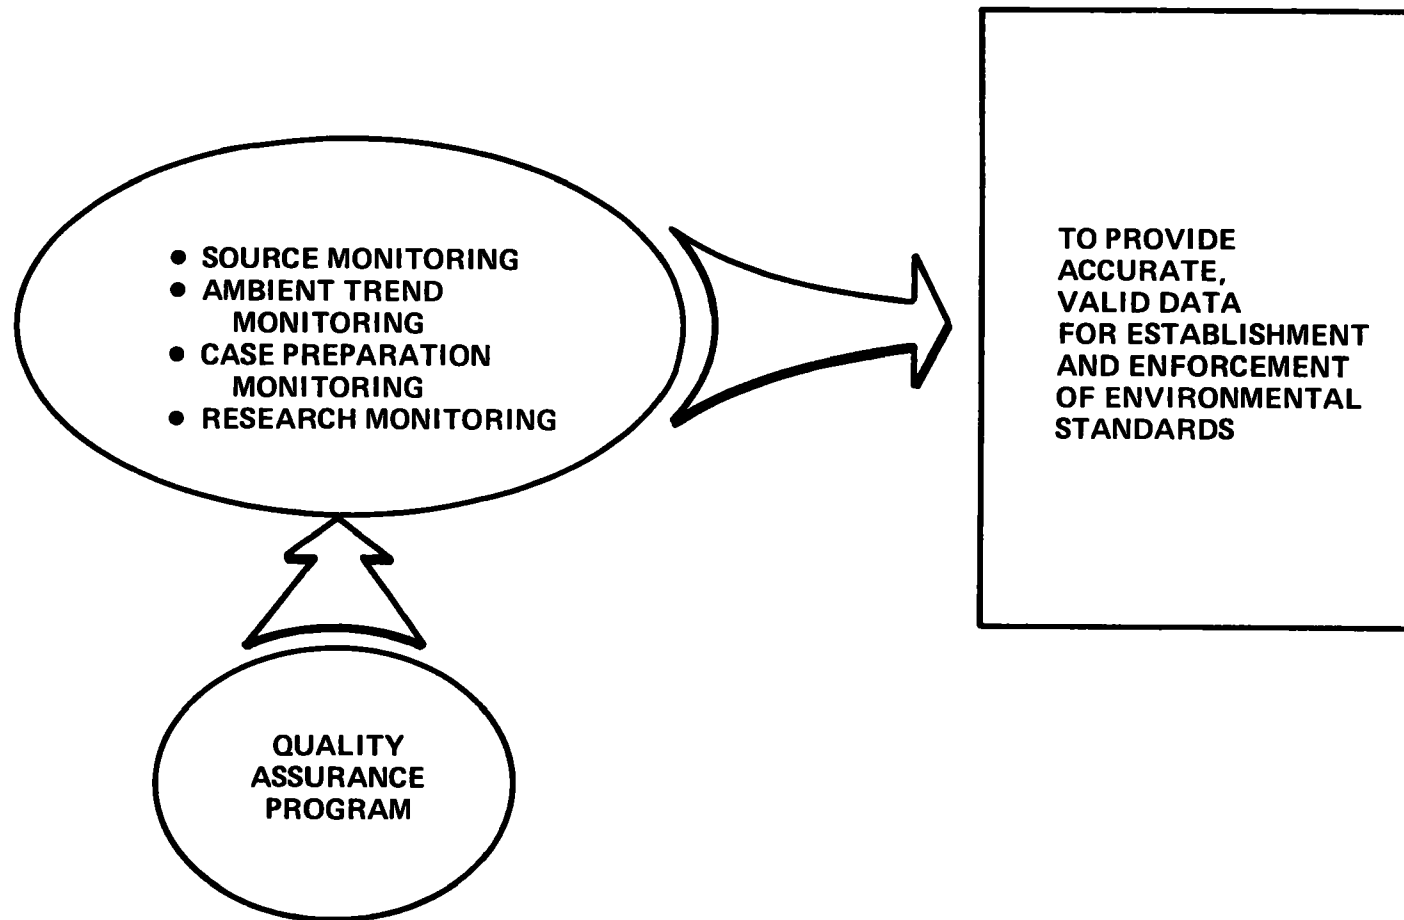 ● SOURCE MONITORING
● AMBIENT TREND
MONITORING
● CASE PREPARATION
MONITORING
● RESEARCH MONITORING
TO PROVIDE
ACCURATE,
VALID DATA
FOR ESTABLISHMENT
AND ENFORCEMENT
OF ENVIRONMENTAL
STANDARDS
QUALITY
ASSURANCE
PROGRAM